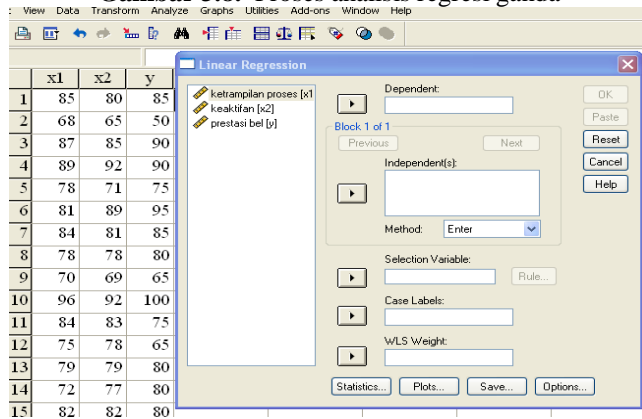 Gambar 3.8. Proses analisis regresi ganda
View Data Transform Analyze Graphs Utilities Add-ons Window Help
x1 x2 y
1 85 80 85
2 68 65 50
3 87 85 90
4 89 92 90
5 78 71 75
6 81 89 95
7 84 81 85
8 78 78 80
9 70 69 65
10 96 92 100
11 84 83 75
12 75 78 65
13 79 79 80
14 72 77 80
15 82 82 80
Linear Regression
ketrampilan proses [x1
keaktifan [x2]
prestasi bel [y]
Dependent:
Block 1 of 1
Previous
Next
Independent(s):
Method:
Enter
Selection Variable:
Rule...
Case Labels:
WLS Weight:
Statistics...
Plots...
Save...
Options...
OK
Paste
Reset
Cancel
Help